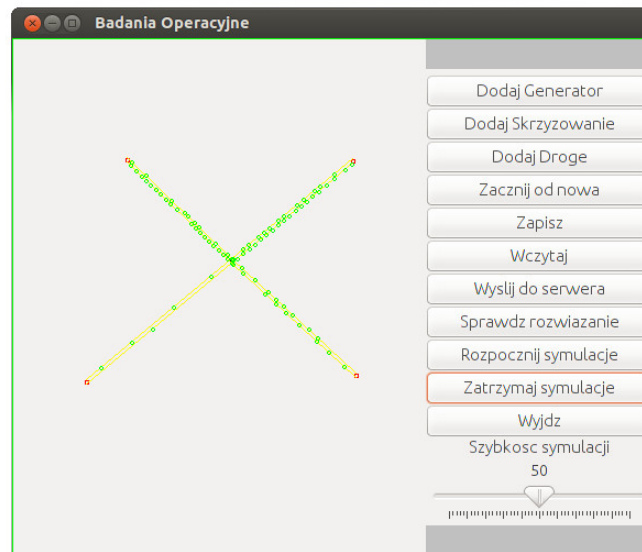 Badania Operacyjne
Dodaj Generator
Dodaj Skrzyzowanie
Dodaj Droge
Zacznij od nowa
Zapisz
Wczytaj
Wyslij do serwera
Sprawdz rozwiazanie
Rozpocznij symulacje
Zatrzymaj symulacje
Wyjdz
Szybkosc symulacji
50